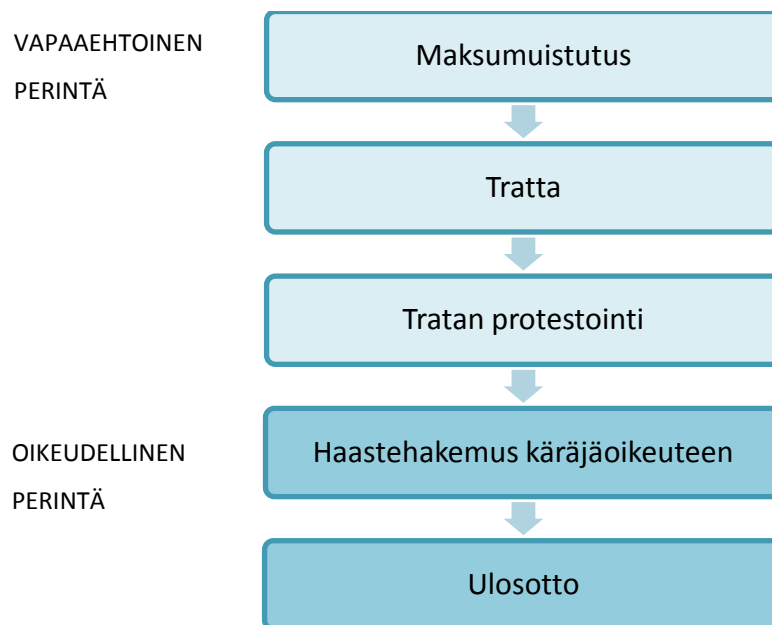 VAPAAEHTOINEN
PERINTÄ
Maksumuistutus
Tratta
Tratan protestointi
OIKEUDELLINEN
PERINTÄ
Haastehakemus käräjäoikeuteen
Ulosotto